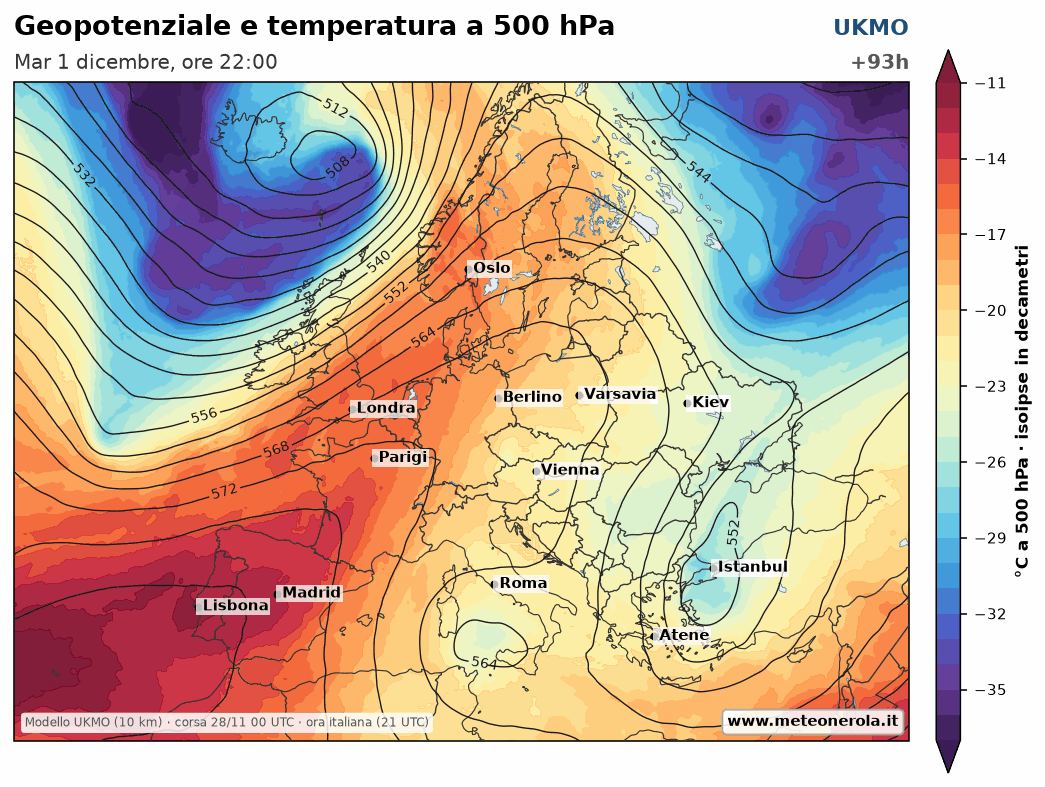 Geopotenziale e temperatura a 500 hPa
UKMO
Mar 1 dicembre, ore 22:00
+93h
512
508
532
544
540
552
564
Oslo
556
568
572
Londra
Parigi
Berlino
Varsavia
Kiev
Vienna
552
Istanbul
Roma
Madrid
Lisbona
Atene
564
Modello UKMO (10 km) · corsa 28/11 00 UTC · ora italiana (21 UTC)
www.meteonerola.it
−11
−14
−17
−20
−23
−26
−29
−32
−35
°C a 500 hPa · isoipse in decametri